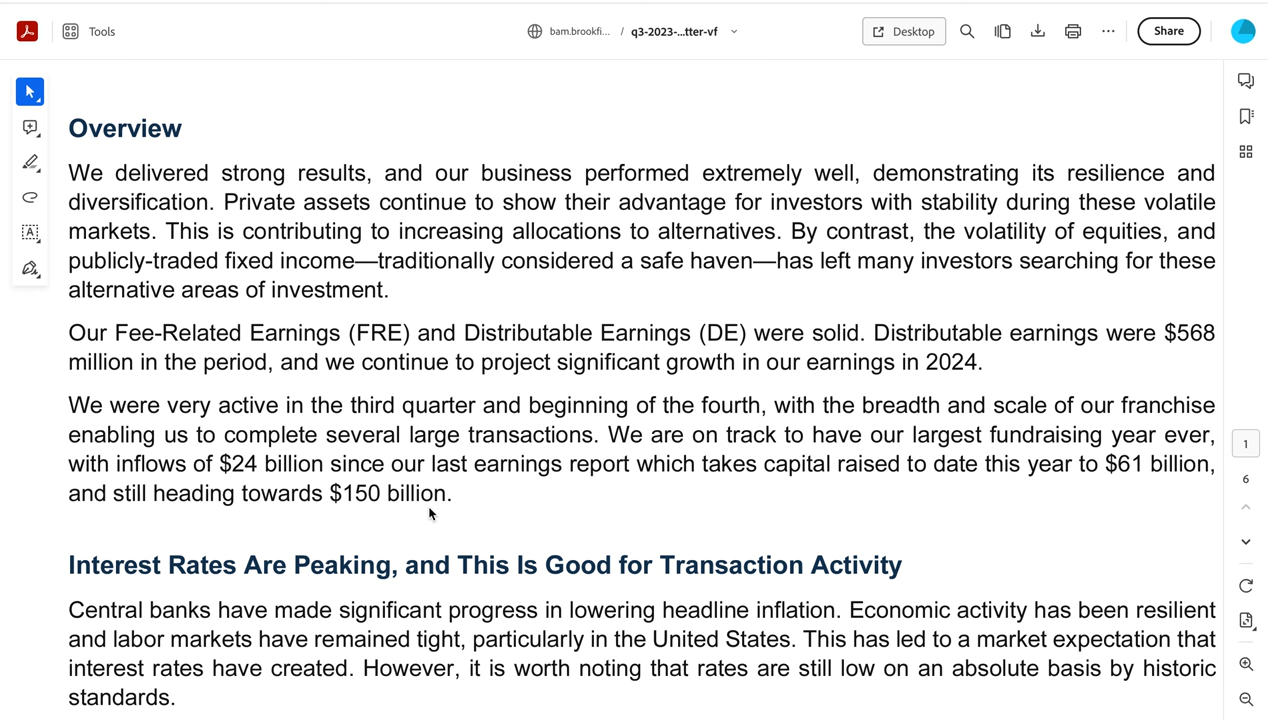 Tools
bam.brookfi... / q3-2023-...tter-vf
Desktop
Share
Overview
We delivered strong results, and our business performed extremely well, demonstrating its resilience and
diversification. Private assets continue to show their advantage for investors with stability during these volatile
markets. This is contributing to increasing allocations to alternatives. By contrast, the volatility of equities, and
publicly-traded fixed income—traditionally considered a safe haven—has left many investors searching for these
alternative areas of investment.
Our Fee-Related Earnings (FRE) and Distributable Earnings (DE) were solid. Distributable earnings were $568
million in the period, and we continue to project significant growth in our earnings in 2024.
We were very active in the third quarter and beginning of the fourth, with the breadth and scale of our franchise
enabling us to complete several large transactions. We are on track to have our largest fundraising year ever,
with inflows of $24 billion since our last earnings report which takes capital raised to date this year to $61 billion,
and still heading towards $150 billion.
Interest Rates Are Peaking, and This Is Good for Transaction Activity
Central banks have made significant progress in lowering headline inflation. Economic activity has been resilient
and labor markets have remained tight, particularly in the United States. This has led to a market expectation that
interest rates have created. However, it is worth noting that rates are still low on an absolute basis by historic
standards.
1
6